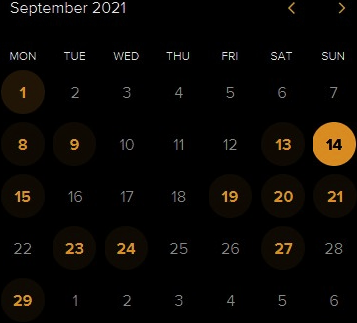 September 2021
MON TUE WED THU FRI SAT SUN
1 2 3 4 5 6 7
8 9 10 11 12 13 14
15 16 17 18 19 20 21
22 23 24 25 26 27 28
29 1 2 3 4 5 6